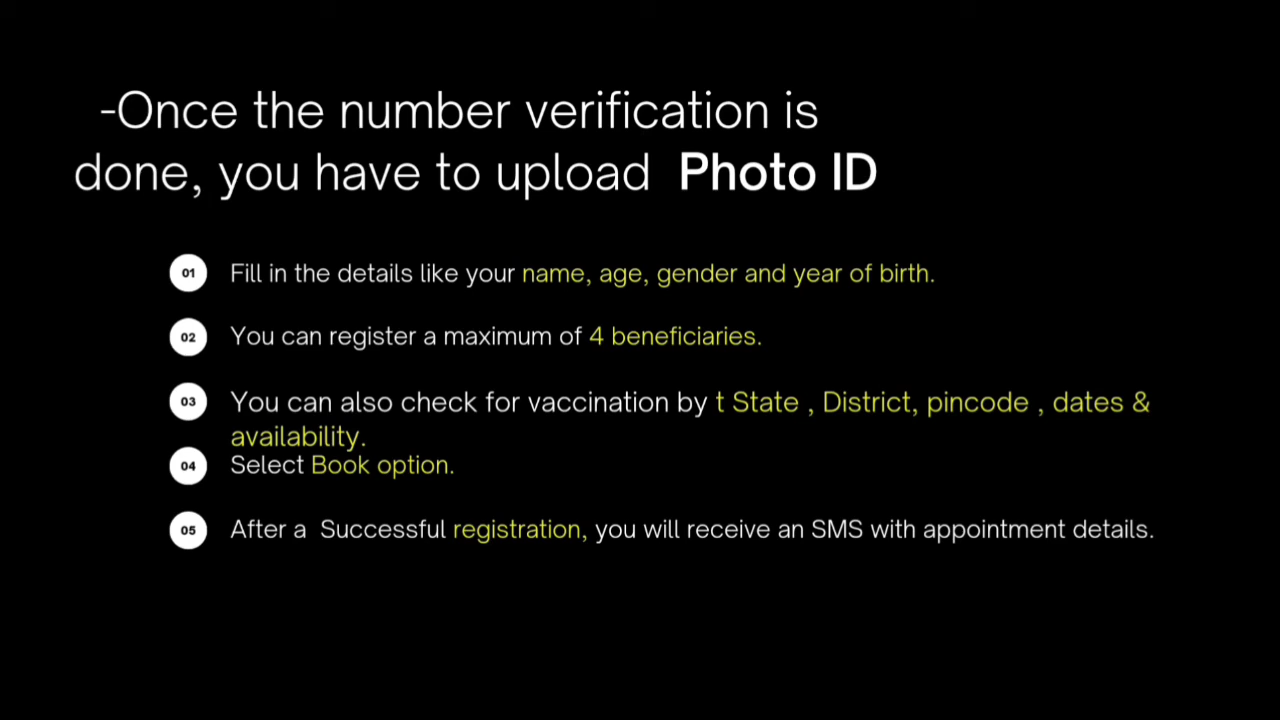 -Once the number verification is
done, you have to upload  Photo ID
01 Fill in the details like your name, age, gender and year of birth.
02 You can register a maximum of 4 beneficiaries.
03 You can also check for vaccination by t State , District, pincode , dates &
availability.
04 Select Book option.
05 After a  Successful registration, you will receive an SMS with appointment details.